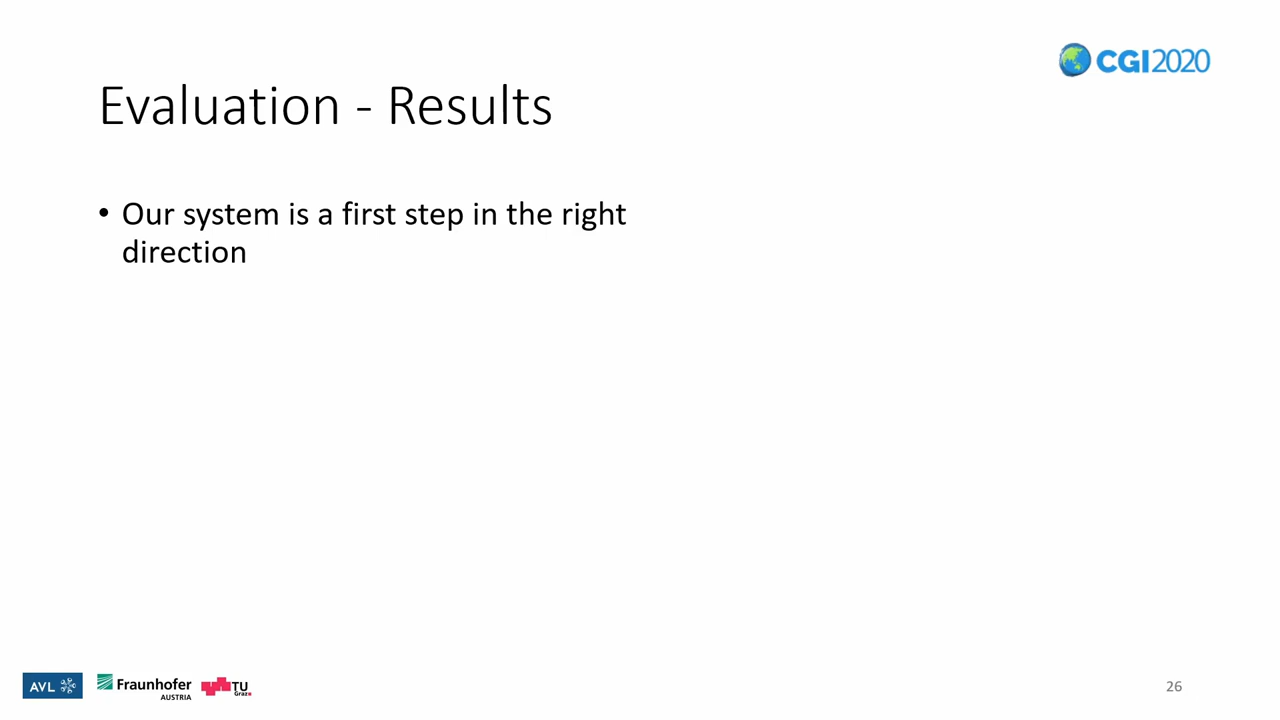 CGI2020
Evaluation - Results
• Our system is a first step in the right
direction
AVL
Fraunhofer
AUSTRIA
TU
Graz
26